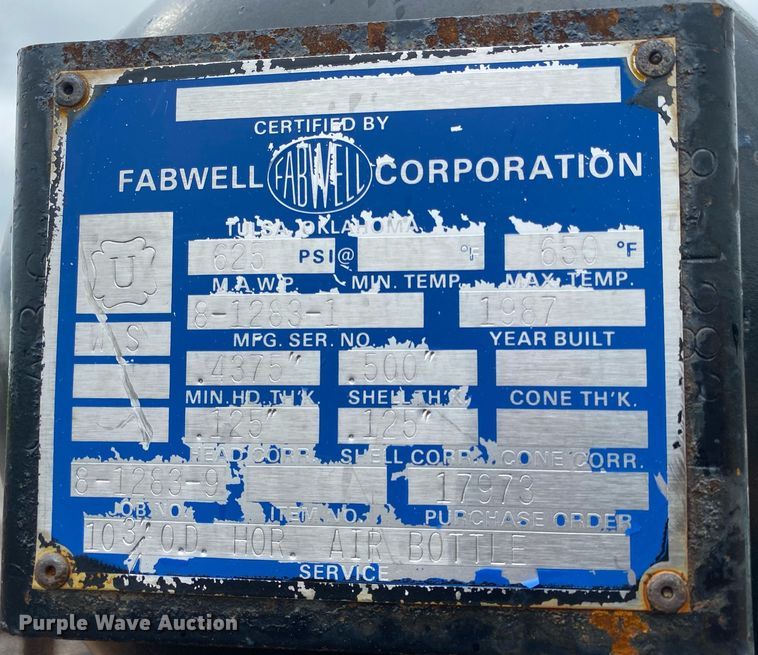 CERTIFIED BY
FABWELL FABWELL CORPORATION
TULSA, OKLAHOMA
U
625 PSI@ °F 650 °F
M.A.W.P. MIN. TEMP. MAX. TEMP.
8-1283-1 1987
MFG. SER. NO. YEAR BUILT
W S
.4375" .500"
MIN. HD. TH'K. SHELL TH'K. CONE TH'K.
.125" .125"
HEAD CORR. SHELL CORR. CONE CORR.
8-1283-9 17973
JOB NO. ITEM NO. PURCHASE ORDER
10 3/4 O.D. HOR. AIR BOTTLE
SERVICE
Purple Wave Auction